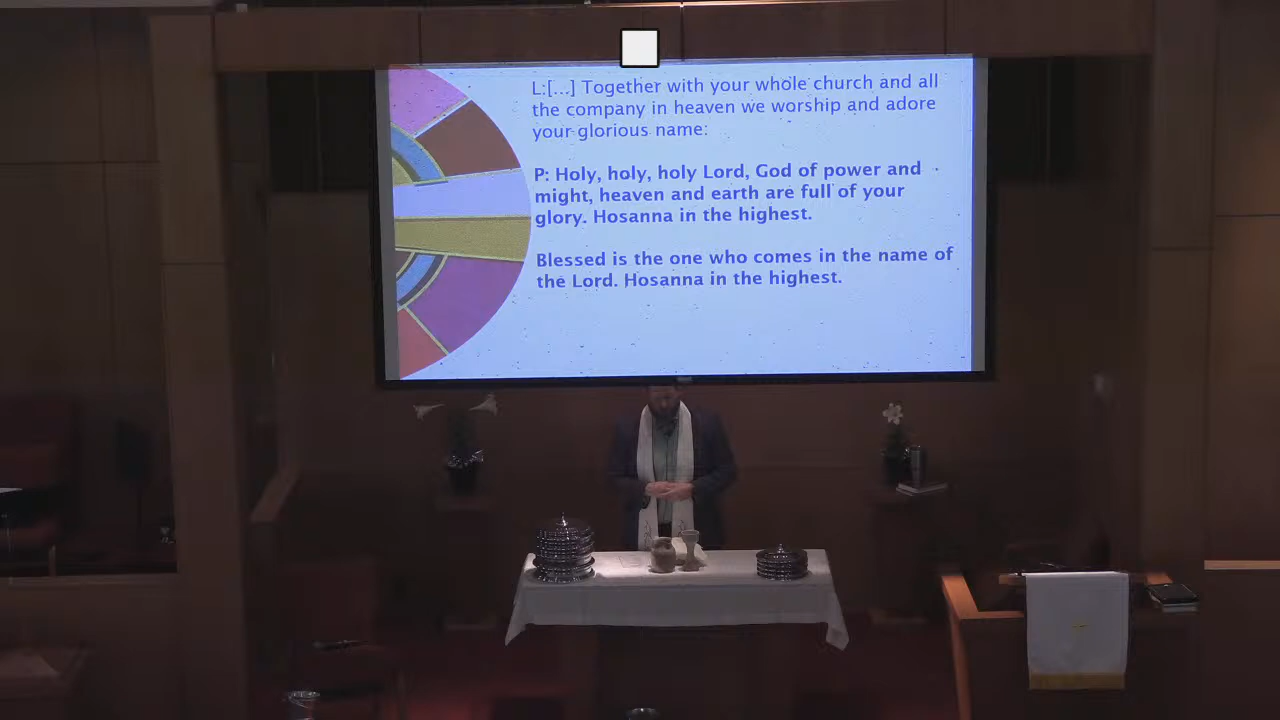 L:[...] Together with your whole church and all
the company in heaven we worship and adore
your glorious name:
P: Holy, holy, holy Lord, God of power and
might, heaven and earth are full of your
glory. Hosanna in the highest.
Blessed is the one who comes in the name of
the Lord. Hosanna in the highest.